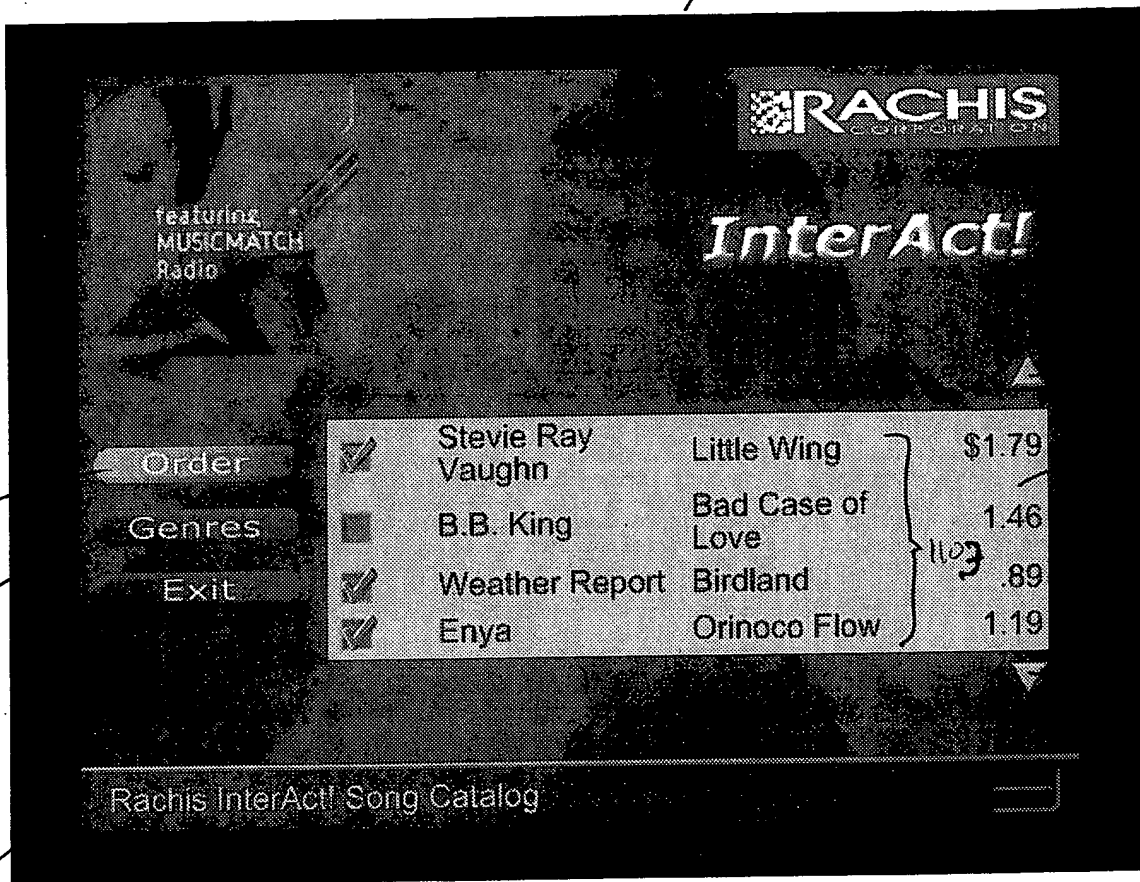 RACHIS
CORPORATION
featuring
MUSICMATCH
Radio
InterAct!
Order
Genres
Exit
Stevie Ray Vaughn Little Wing $1.79
B.B. King Bad Case of Love 1.46
Weather Report Birdland .89
Enya Orinoco Flow 1.19
1103
Rachis InterAct! Song Catalog